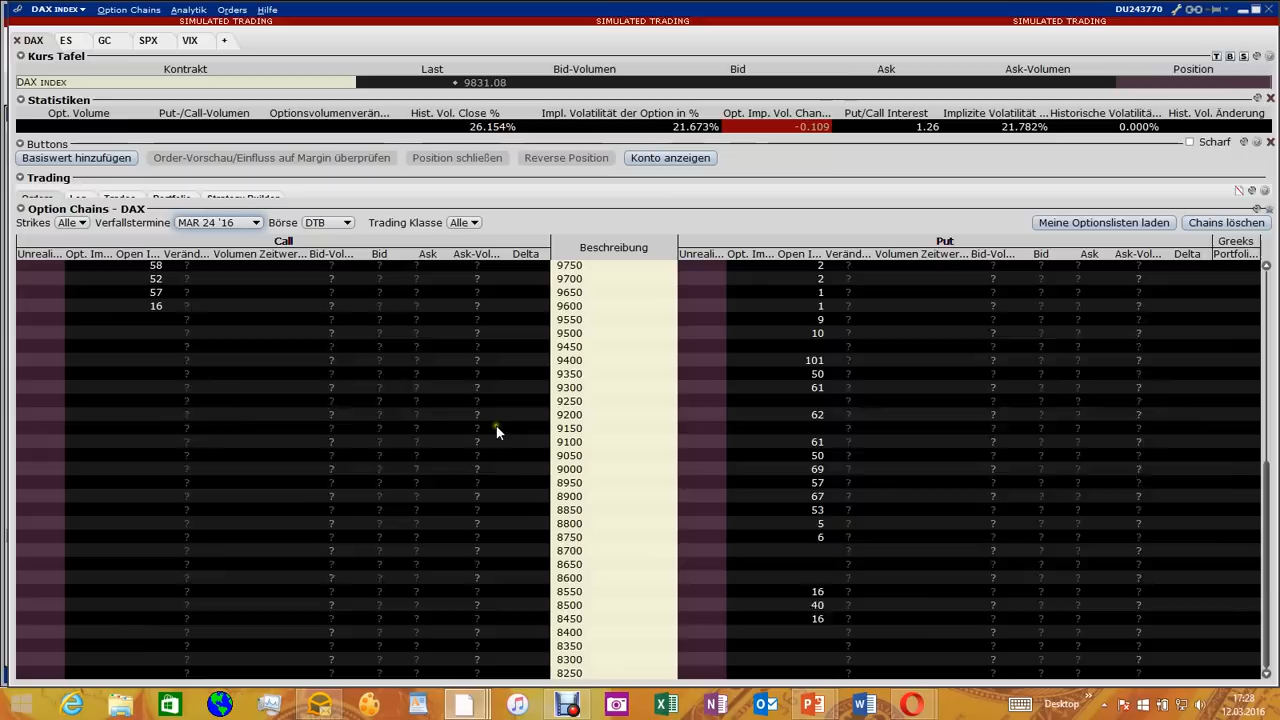 DAX INDEX Option Chains Analytik Orders Hilfe DU243770
SIMULATED TRADING SIMULATED TRADING SIMULATED TRADING
DAX ES GC SPX VIX +
Kurs Tafel T B S
Kontrakt Last Bid-Volumen Bid Ask Ask-Volumen Position
DAX INDEX 9831.08
Statistiken
Opt. Volume Put-/Call-Volumen Optionsvolumenverän... Hist. Vol. Close % Impl. Volatilität der Option in % Opt. Imp. Vol. Chan... Put/Call Interest Implizite Volatilität ... Historische Volatilitä... Hist. Vol. Änderung
26.154% 21.673% -0.109 1.26 21.782% 0.000%
Buttons Scharf
Basiswert hinzufügen Order-Vorschau/Einfluss auf Margin überprüfen Position schließen Reverse Position Konto anzeigen
Trading
Orders Log Trades Portfolio Strategy Builder
Option Chains - DAX
Strikes Alle Verfallstermine MAR 24 '16 Börse DTB Trading Klasse Alle Meine Optionslisten laden Chains löschen
Call Beschreibung Put Greeks
Unreali... Opt. Im... Open I... Veränd... Volumen Zeitwer... Bid-Vol... Bid Ask Ask-Vol... Delta Unreali... Opt. Im... Open I... Veränd... Volumen Zeitwer... Bid-Vol... Bid Ask Ask-Vol... Delta Portfoli...
58 ? ? ? ? ? 9750 2 ? ? ? ? ?
52 ? ? ? ? ? 9700 2 ? ? ? ? ?
57 ? ? ? ? ? 9650 1 ? ? ? ? ?
16 ? ? ? ? ? 9600 1 ? ? ? ? ?
? ? ? ? ? 9550 9 ? ? ? ? ?
? ? ? ? ? 9500 10 ? ? ? ? ?
? ? ? ? ? 9450 ? ? ? ? ?
? ? ? ? ? 9400 101 ? ? ? ? ?
? ? ? ? ? 9350 50 ? ? ? ? ?
? ? ? ? ? 9300 61 ? ? ? ? ?
? ? ? ? ? 9250 ? ? ? ? ?
? ? ? ? ? 9200 62 ? ? ? ? ?
? ? ? ? ? 9150 ? ? ? ? ?
? ? ? ? ? 9100 61 ? ? ? ? ?
? ? ? ? ? 9050 50 ? ? ? ? ?
? ? ? ? ? 9000 69 ? ? ? ? ?
? ? ? ? ? 8950 57 ? ? ? ? ?
? ? ? ? ? 8900 67 ? ? ? ? ?
? ? ? ? ? 8850 53 ? ? ? ? ?
? ? ? ? ? 8800 5 ? ? ? ? ?
? ? ? ? ? 8750 6 ? ? ? ? ?
? ? ? ? ? 8700 ? ? ? ? ?
? ? ? ? ? 8650 ? ? ? ? ?
? ? ? ? ? 8600 ? ? ? ? ?
? ? ? ? ? 8550 16 ? ? ? ? ?
? ? ? ? ? 8500 40 ? ? ? ? ?
? ? ? ? ? 8450 16 ? ? ? ? ?
? ? ? ? ? 8400 ? ? ? ? ?
? ? ? ? ? 8350 ? ? ? ? ?
? ? ? ? ? 8300 ? ? ? ? ?
? ? ? ? ? 8250 ? ? ? ? ?
Desktop 17:28
12.03.2016